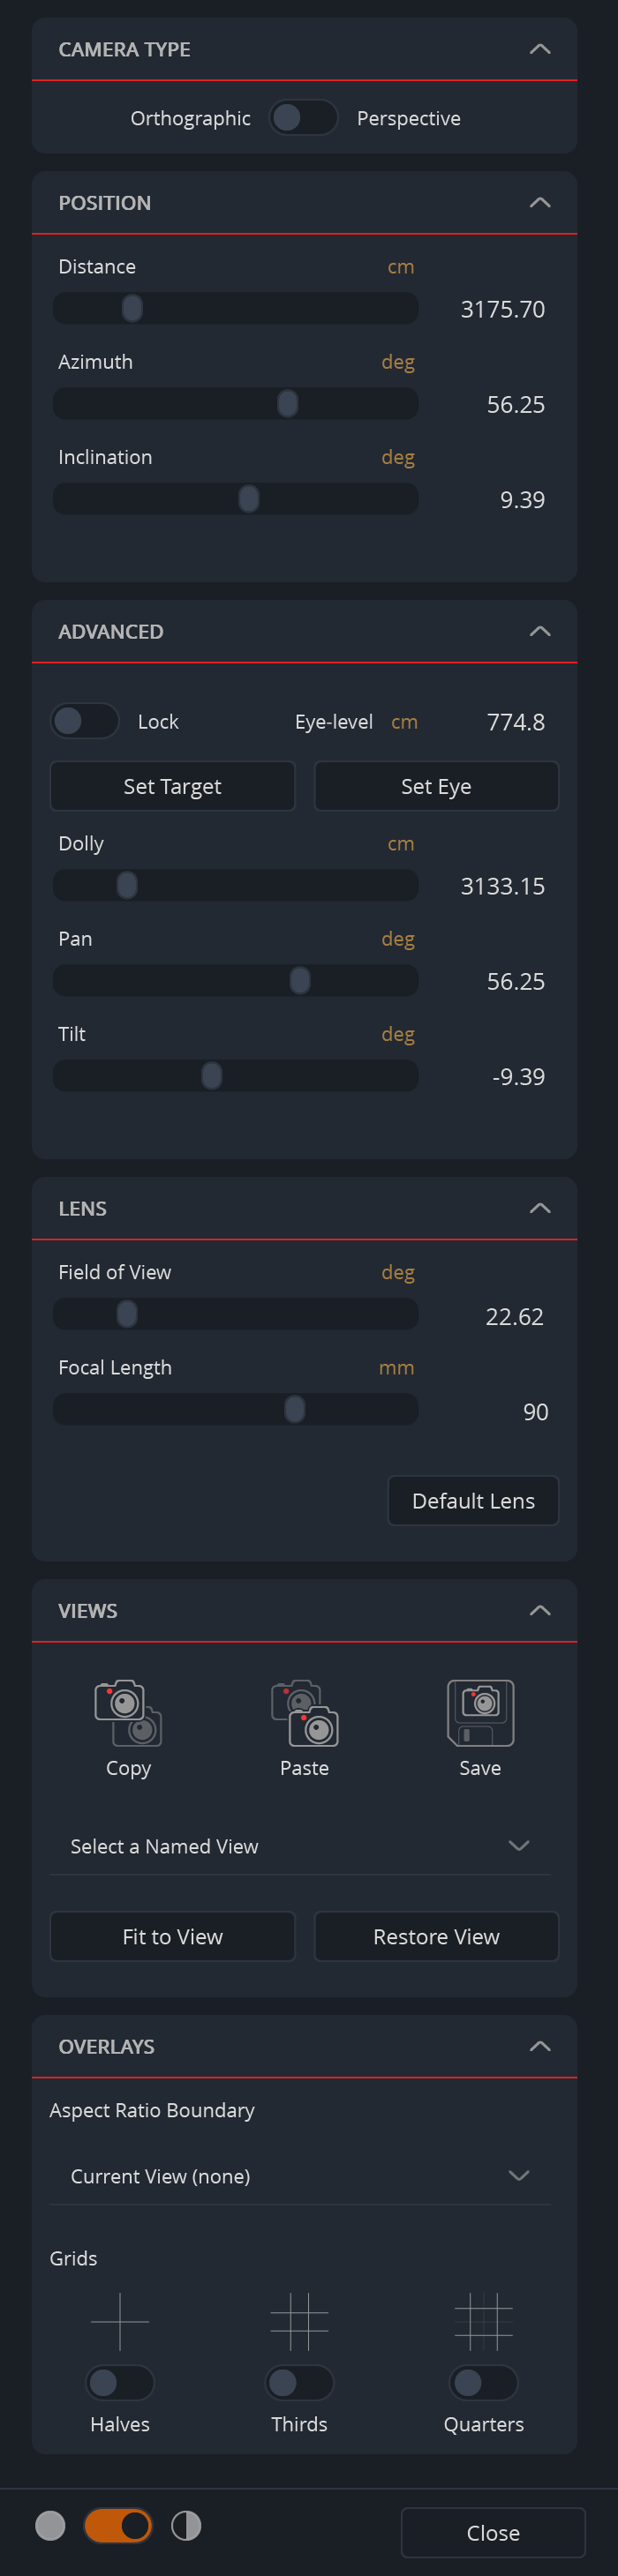 CAMERA TYPE
Orthographic Perspective
POSITION
Distance cm 3175.70
Azimuth deg 56.25
Inclination deg 9.39
ADVANCED
Lock Eye-level cm 774.8
Set Target Set Eye
Dolly cm 3133.15
Pan deg 56.25
Tilt deg -9.39
LENS
Field of View deg 22.62
Focal Length mm 90
Default Lens
VIEWS
Copy Paste Save
Select a Named View
Fit to View Restore View
OVERLAYS
Aspect Ratio Boundary
Current View (none)
Grids
Halves Thirds Quarters
Close